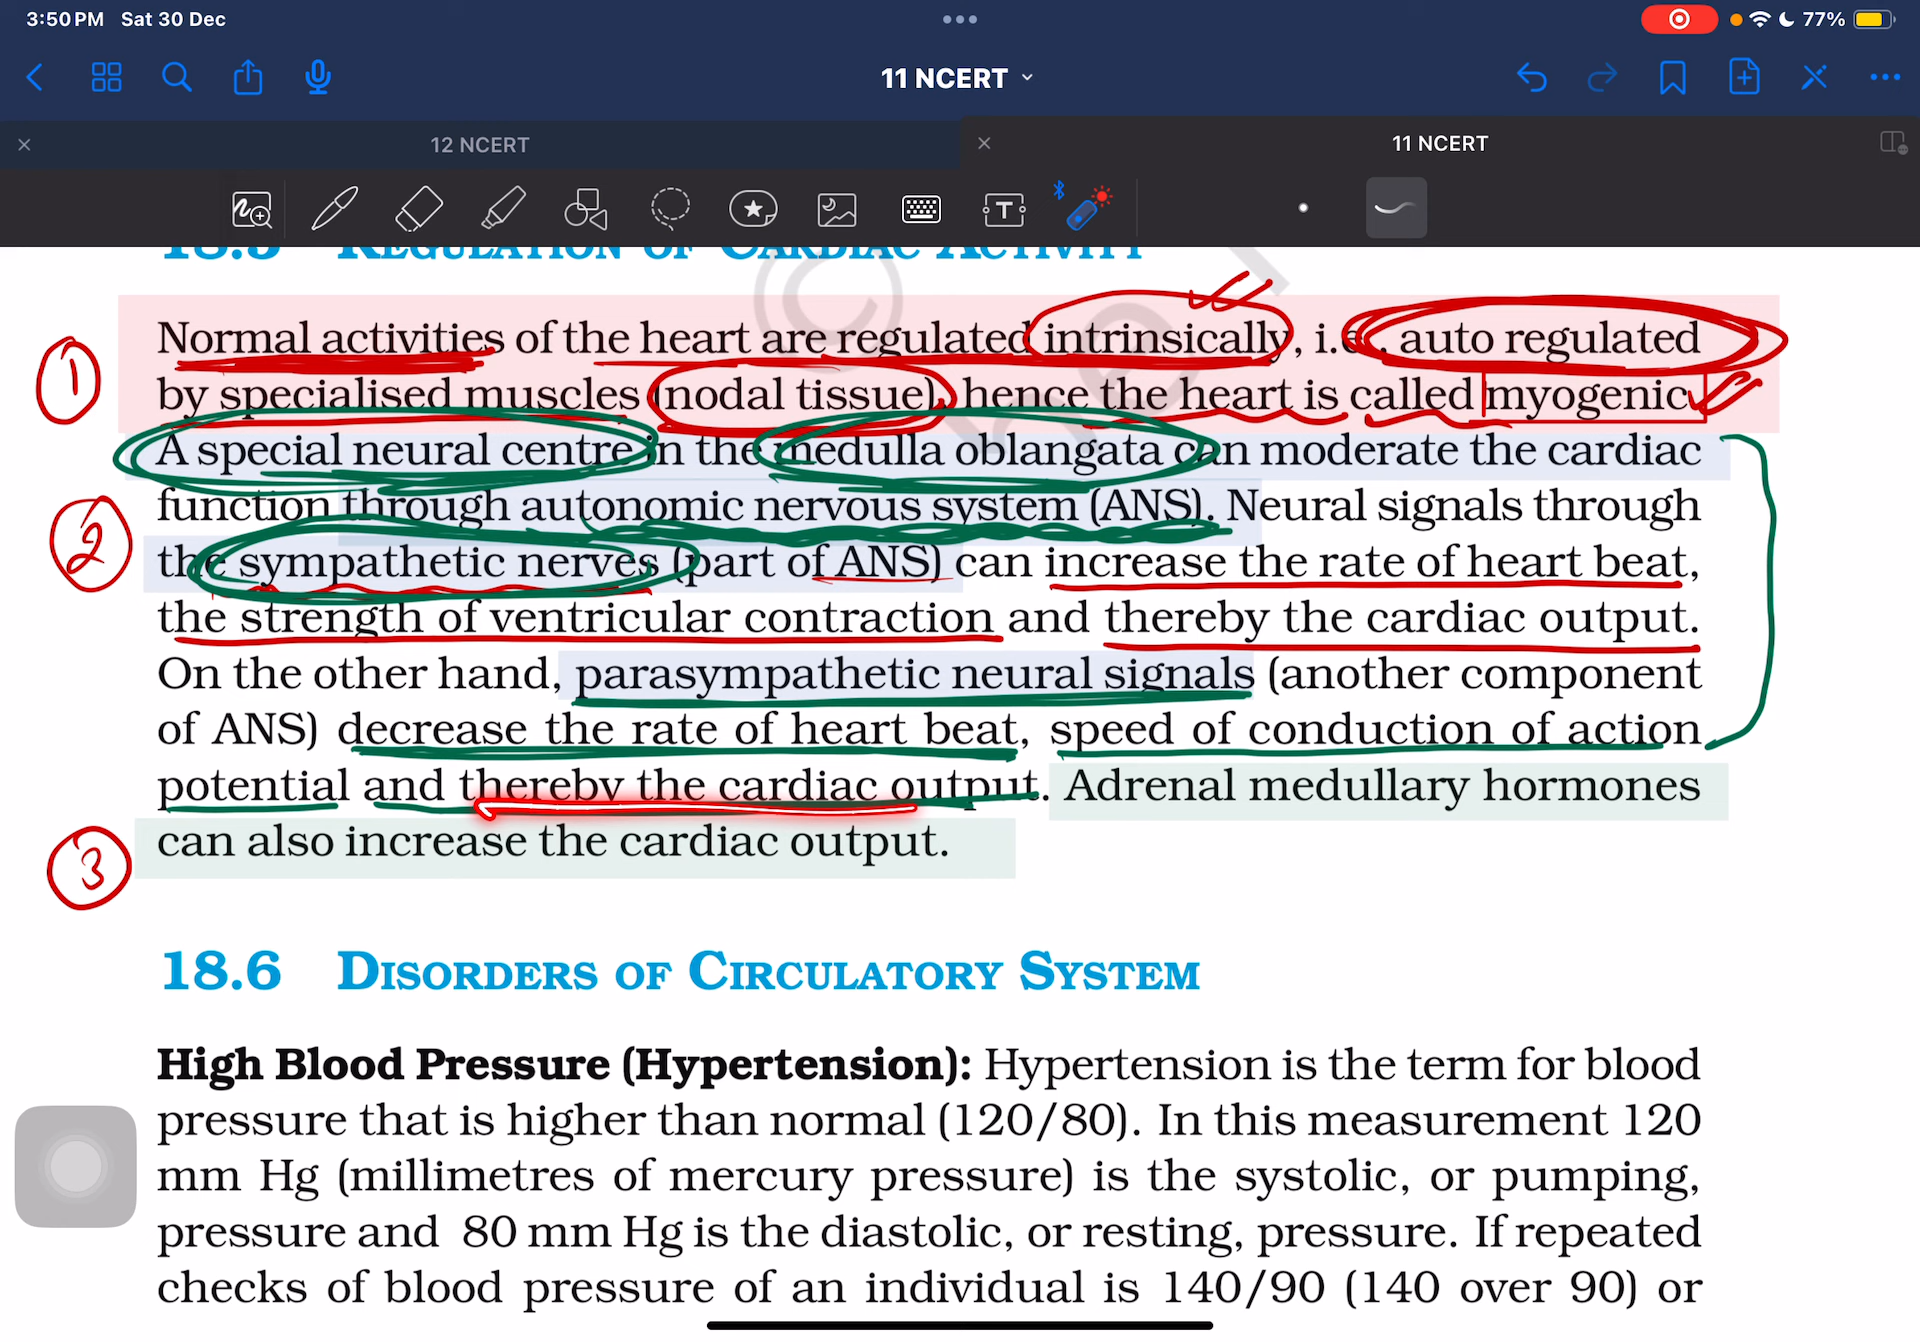 3:50 PM Sat 30 Dec
77%
11 NCERT
12 NCERT
11 NCERT
18.5 REGULATION OF CARDIAC ACTIVITY
Normal activities of the heart are regulated intrinsically, i.e., auto regulated
by specialised muscles (nodal tissue), hence the heart is called myogenic.
A special neural centre in the medulla oblangata can moderate the cardiac
function through autonomic nervous system (ANS). Neural signals through
the sympathetic nerves (part of ANS) can increase the rate of heart beat,
the strength of ventricular contraction and thereby the cardiac output.
On the other hand, parasympathetic neural signals (another component
of ANS) decrease the rate of heart beat, speed of conduction of action
potential and thereby the cardiac output. Adrenal medullary hormones
can also increase the cardiac output.
1
2
3
18.6 DISORDERS OF CIRCULATORY SYSTEM
High Blood Pressure (Hypertension): Hypertension is the term for blood
pressure that is higher than normal (120/80). In this measurement 120
mm Hg (millimetres of mercury pressure) is the systolic, or pumping,
pressure and 80 mm Hg is the diastolic, or resting, pressure. If repeated
checks of blood pressure of an individual is 140/90 (140 over 90) or